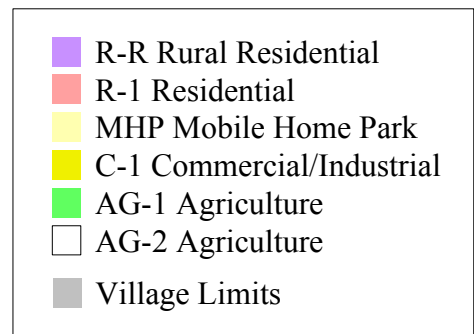 R-R Rural Residential
R-1 Residential
MHP Mobile Home Park
C-1 Commercial/Industrial
AG-1 Agriculture
AG-2 Agriculture
Village Limits